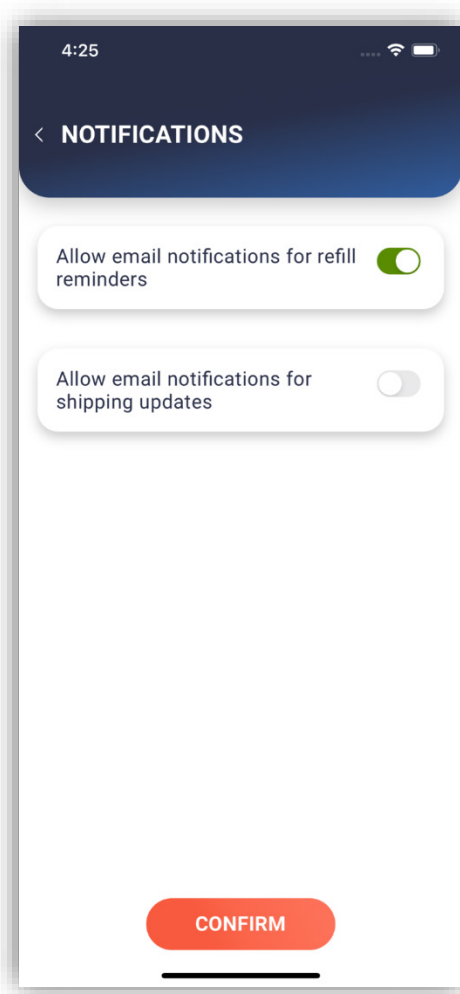 4:25
NOTIFICATIONS
Allow email notifications for refill
reminders
Allow email notifications for
shipping updates
CONFIRM